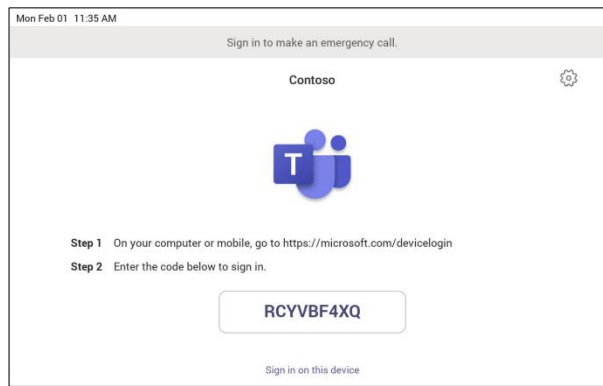 Mon Feb 01 11:35 AM
Sign in to make an emergency call.
Contoso
T
Step 1 On your computer or mobile, go to https://microsoft.com/devicelogin
Step 2 Enter the code below to sign in.
RCYVBF4XQ
Sign in on this device